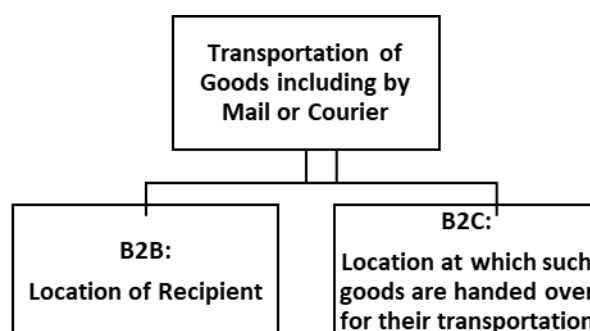 Transportation of
Goods including by
Mail or Courier
B2B:
Location of Recipient
B2C:
Location at which such
goods are handed over
for their transportation